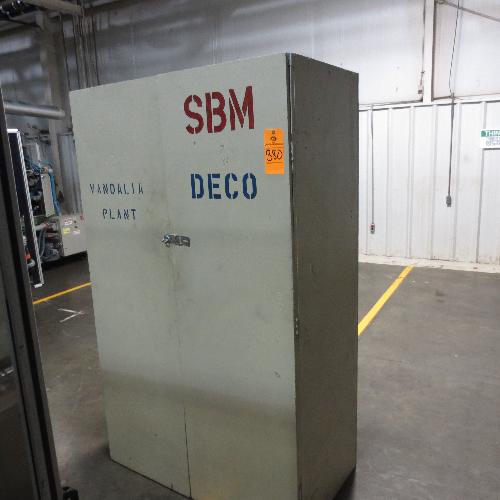 SBM
380
VANDALIA
DECO
PLANT